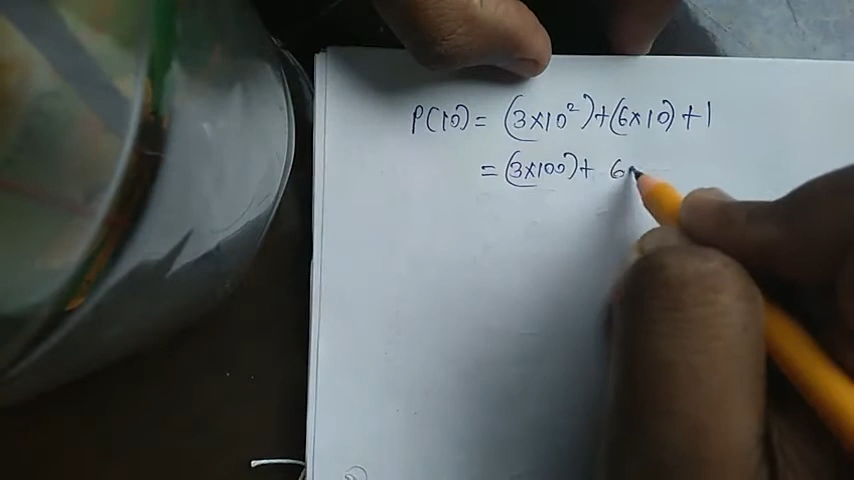 P(10) = (3×10²)+(6×10)+1
= (3×100)+ 6